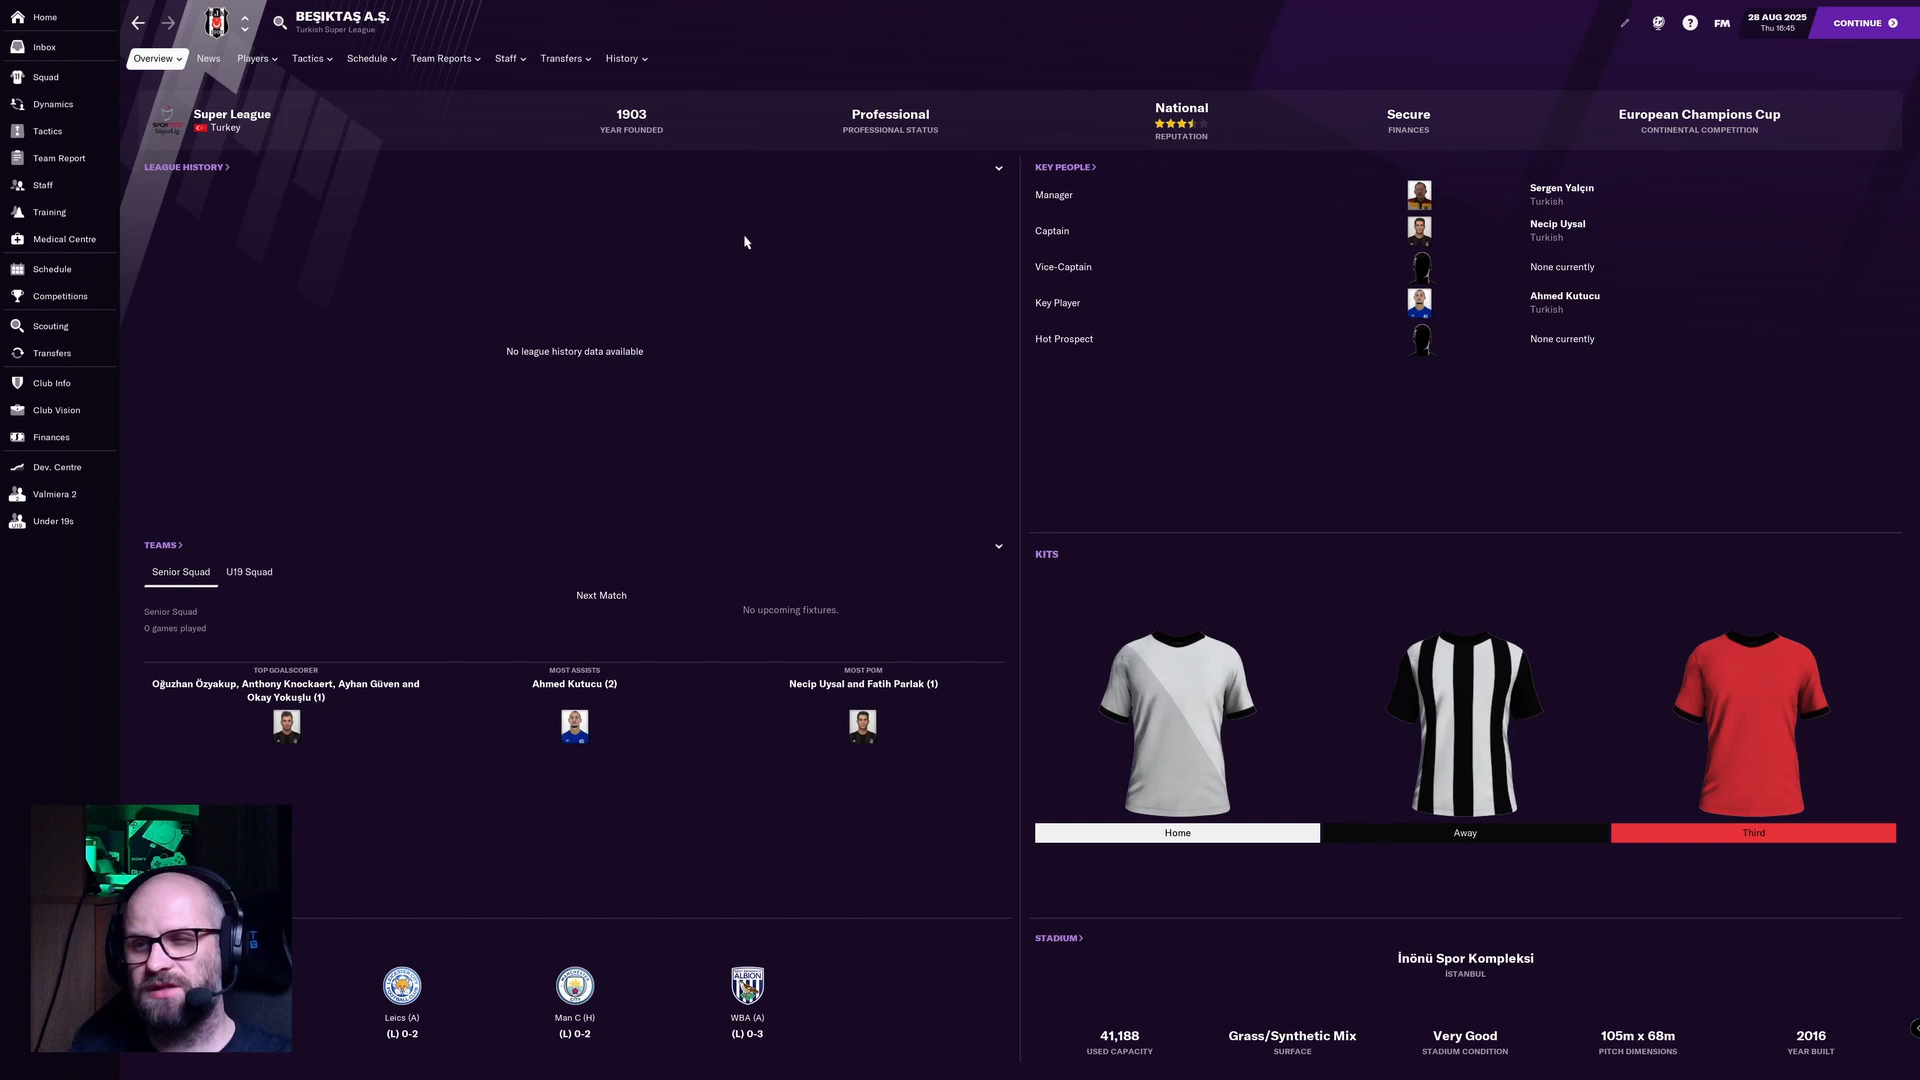 Home
Inbox
Squad
Dynamics
Tactics
Team Report
Staff
Training
Medical Centre
Schedule
Competitions
Scouting
Transfers
Club Info
Club Vision
Finances
Dev. Centre
Valmiera 2
Under 19s
BEŞIKTAŞ A.Ş.
Turkish Super League
FM
28 AUG 2025
Thu 16:45
CONTINUE
Overview
News
Players
Tactics
Schedule
Team Reports
Staff
Transfers
History
Super League
Turkey
1903
YEAR FOUNDED
Professional
PROFESSIONAL STATUS
National
REPUTATION
Secure
FINANCES
European Champions Cup
CONTINENTAL COMPETITION
LEAGUE HISTORY
No league history data available
KEY PEOPLE
Manager
Sergen Yalçın
Turkish
Captain
Necip Uysal
Turkish
Vice-Captain
None currently
Key Player
Ahmed Kutucu
Turkish
Hot Prospect
None currently
TEAMS
Senior Squad
U19 Squad
Senior Squad
0 games played
Next Match
No upcoming fixtures.
TOP GOALSCORER
Oğuzhan Özyakup, Anthony Knockaert, Ayhan Güven and
Okay Yokuşlu (1)
MOST ASSISTS
Ahmed Kutucu (2)
MOST POM
Necip Uysal and Fatih Parlak (1)
KITS
Home
Away
Third
Leics (A)
(L) 0-2
Man C (H)
(L) 0-2
ALBION
WBA (A)
(L) 0-3
STADIUM
İnönü Spor Kompleksi
İSTANBUL
41,188
USED CAPACITY
Grass/Synthetic Mix
SURFACE
Very Good
STADIUM CONDITION
105m x 68m
PITCH DIMENSIONS
2016
YEAR BUILT